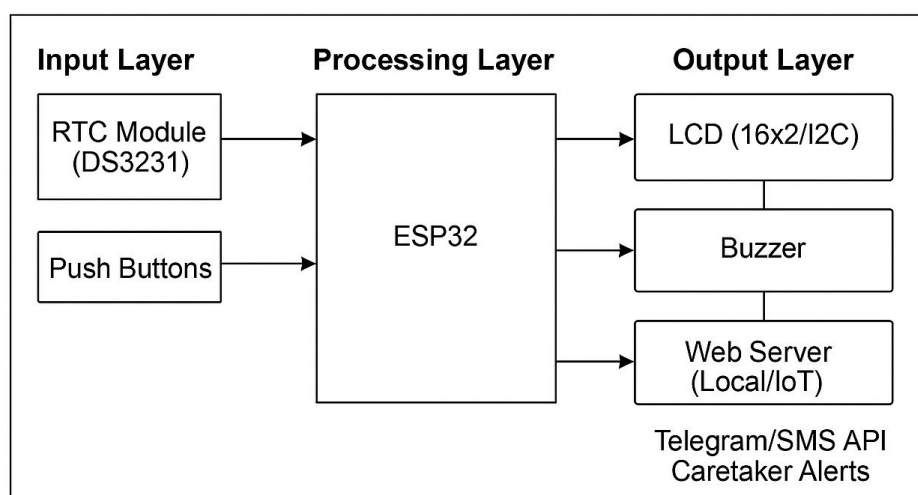 Input Layer
Processing Layer
Output Layer
RTC Module
(DS3231)
Push Buttons
ESP32
LCD (16x2/I2C)
Buzzer
Web Server
(Local/IoT)
Telegram/SMS API
Caretaker Alerts